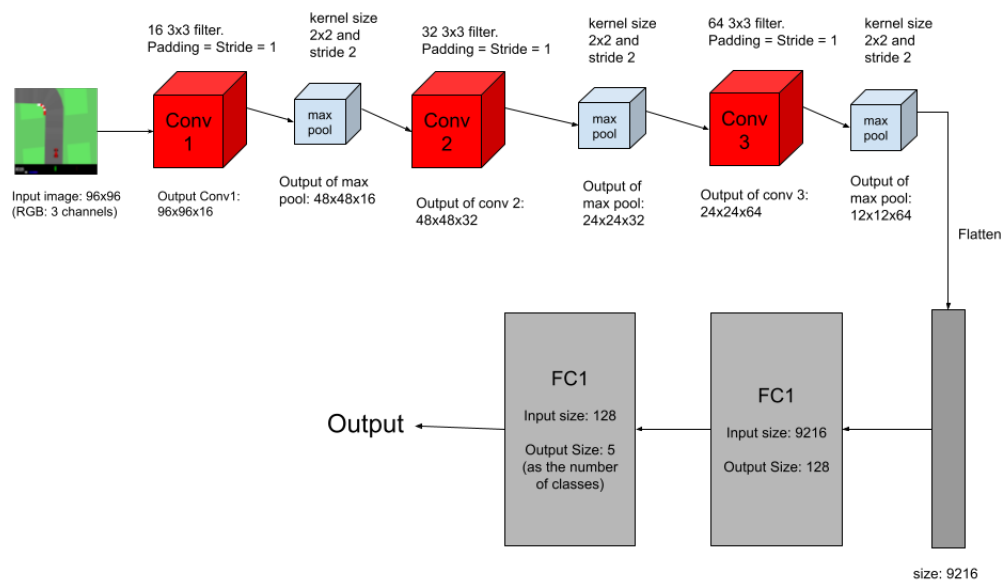 16 3x3 filter.
Padding = Stride = 1
kernel size
2x2 and
stride 2
32 3x3 filter.
Padding = Stride = 1
kernel size
2x2 and
stride 2
64 3x3 filter.
Padding = Stride = 1
kernel size
2x2 and
stride 2
Conv
1
max
pool
Conv
2
max
pool
Conv
3
max
pool
Input image: 96x96
(RGB: 3 channels)
Output Conv1:
96x96x16
Output of max
pool: 48x48x16
Output of conv 2:
48x48x32
Output of
max pool:
24x24x32
Output of conv 3:
24x24x64
Output of
max pool:
12x12x64
Flatten
Output
FC1
Input size: 128
Output Size: 5
(as the number
of classes)
FC1
Input size: 9216
Output Size: 128
size: 9216